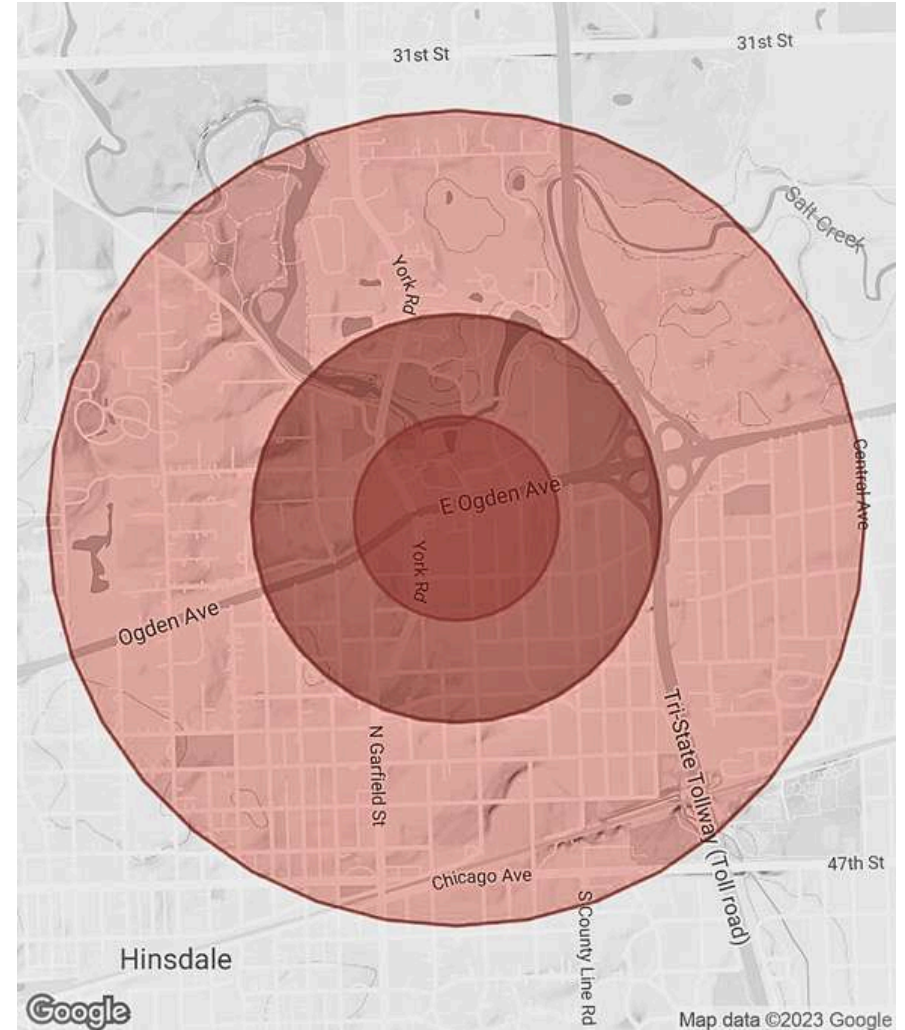 31st St
31st St
Salt Creek
York Rd
Central Ave
E Ogden Ave
York Rd
Ogden Ave
Tri-State Tollway (Toll road)
N Garfield St
47th St
Chicago Ave
S County Line Rd
Hinsdale
Google
Map data ©2023 Google